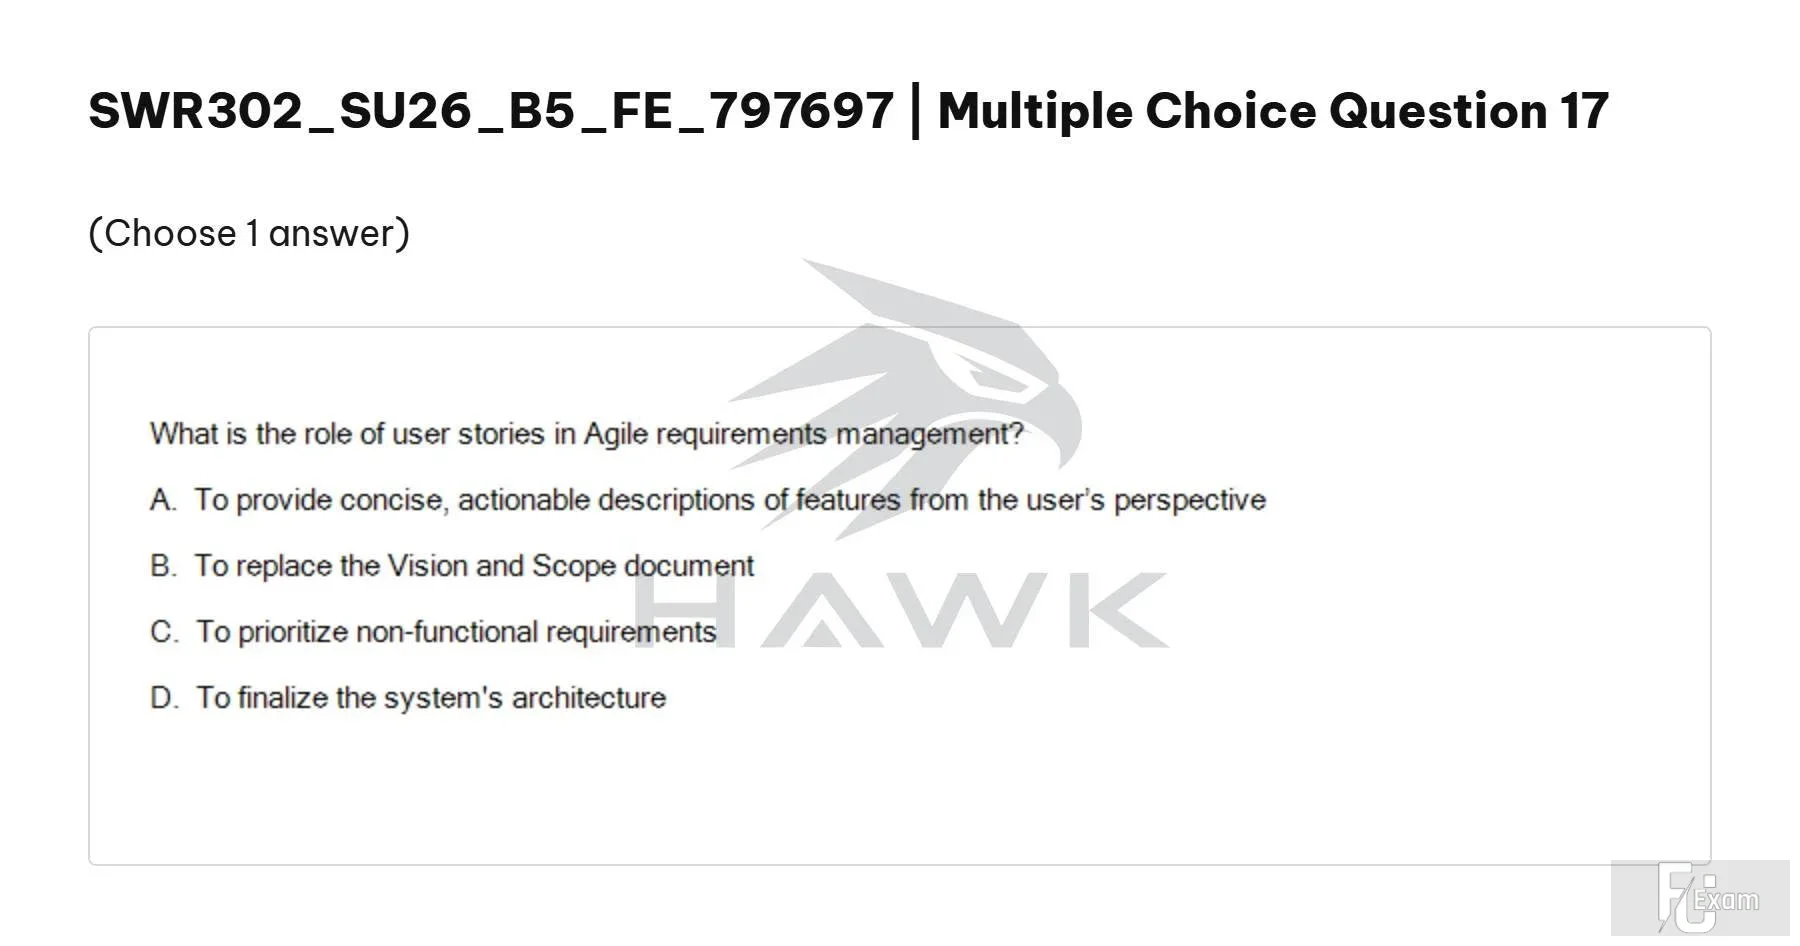 SWR302_SU26_B5_FE_797697 | Multiple Choice Question 17
(Choose 1 answer)
What is the role of user stories in Agile requirements management?
A. To provide concise, actionable descriptions of features from the user's perspective
B. To replace the Vision and Scope document
C. To prioritize non-functional requirements
D. To finalize the system's architecture
HAWK
FU Exam